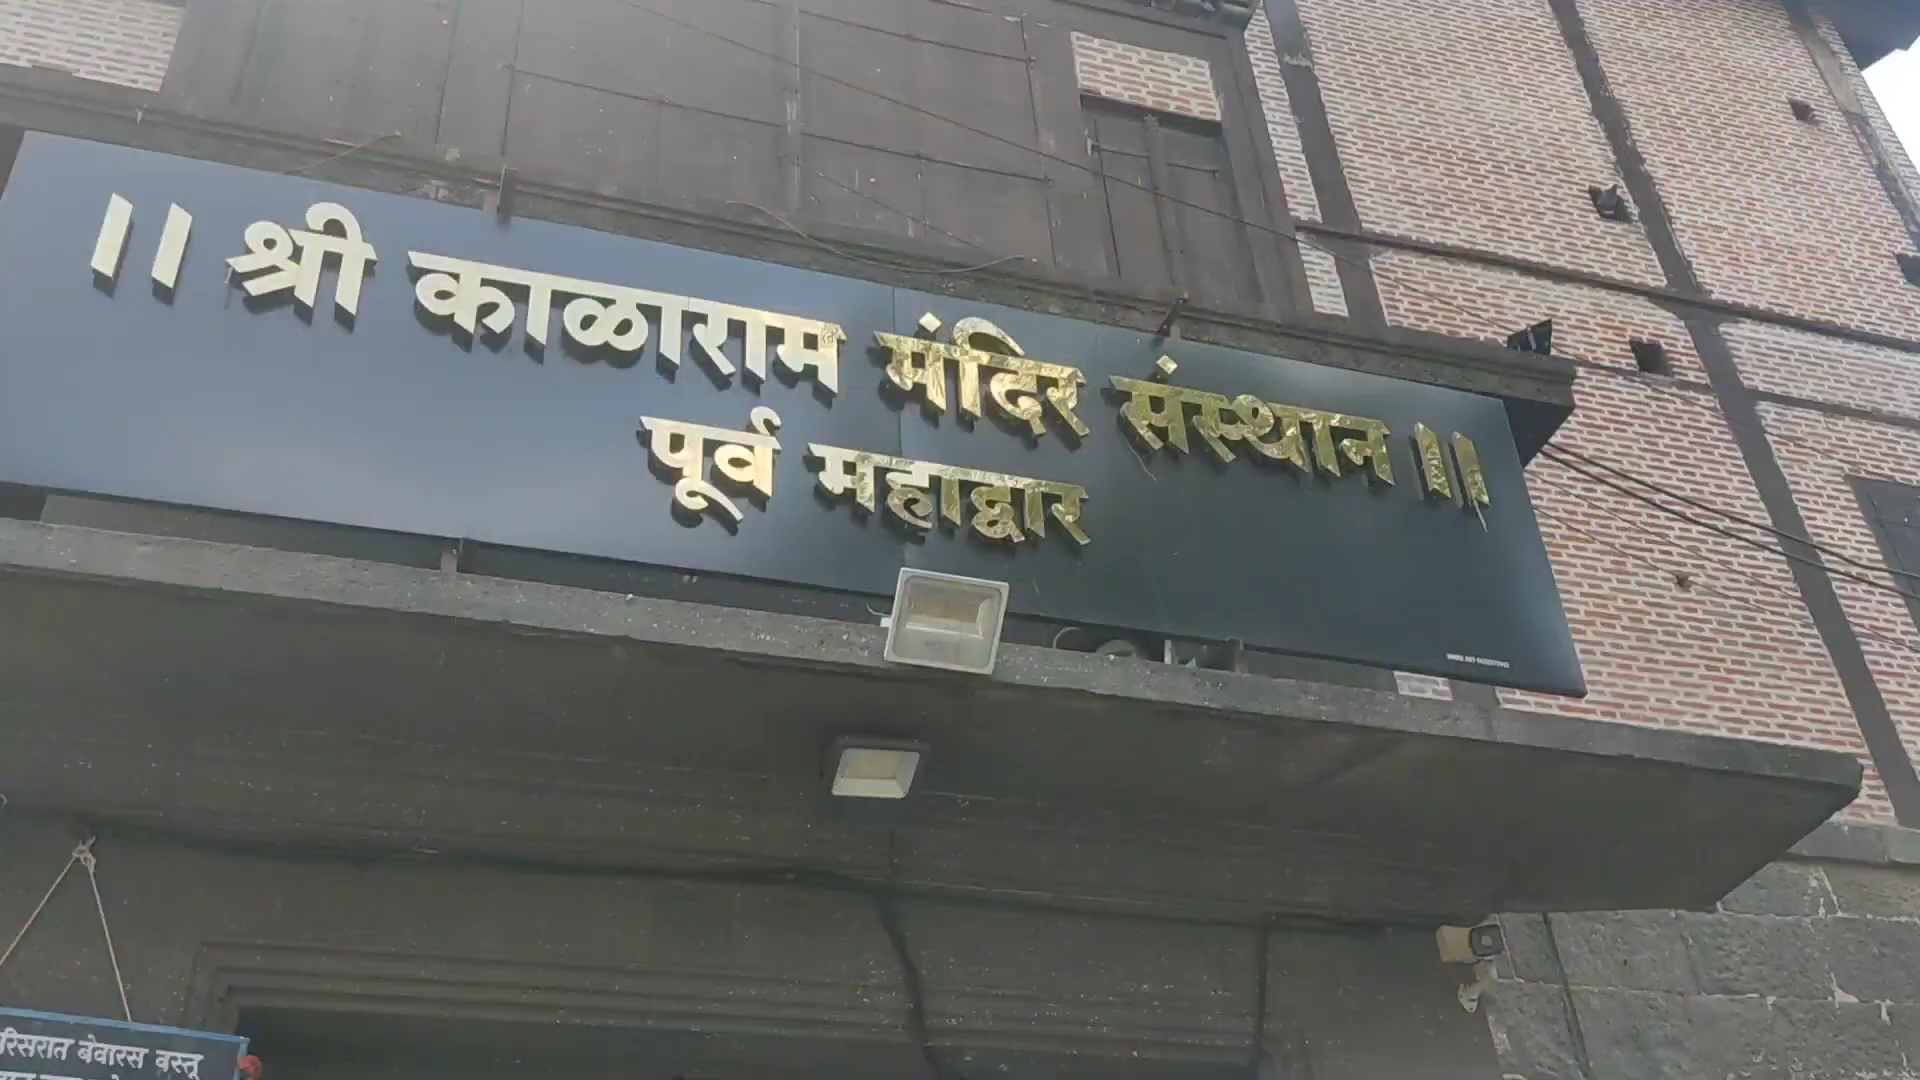 ।। श्री काळाराम मंदिर संस्थान ।।
पूर्व महाद्वार
रिसरात बेवारस वस्तू